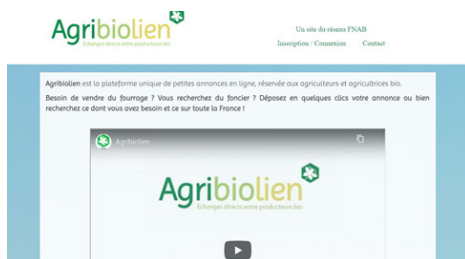 Agribiolien
Echanges directs entre producteurs bio
Un site du réseau FNAB
Inscription / Connexion Contact
Agribiolien est la plateforme unique de petites annonces en ligne, réservée aux agriculteurs et agricultrices bio.
Besoin de vendre du fourrage ? Vous recherchez du foncier ? Déposez en quelques clics votre annonce ou bien
recherchez ce dont vous avez besoin et ce sur toute la France !
Agribiolien
Agribiolien
Echanges directs entre producteurs bio